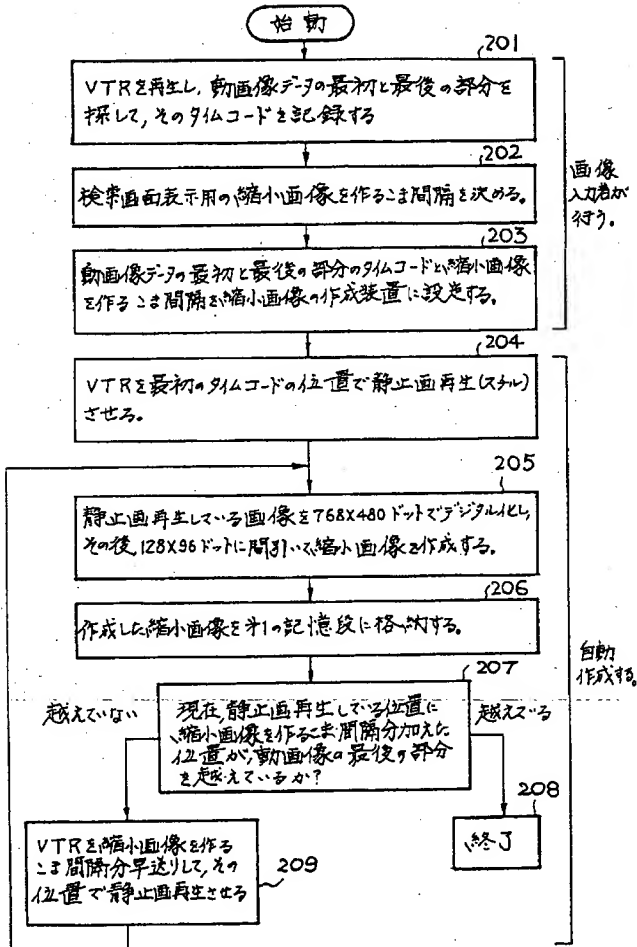 始動
201
VTRを再生し、動画像データの最初と最後の部分を
探して,そのタイムコードを記録する
202
検索画面表示用の縮小画像を作るこま間隔を決める。
203
動画像データの最初と最後の部分のタイムコードと縮小画像
を作るこま間隔を縮小画像の作成装置に設定する。
画像
入力者が
行う。
204
VTRを最初のタイムコードの位置で静止画再生(スチル)
させる。
205
静止画再生している画像を768X480ドットでデジタル化し,
その後,128X96ドットに間引いて縮小画像を作成する。
206
作成した縮小画像を才1の記憶段に格納する。
207
現在,静止画再生している位置に
縮小画像を作るこま間隔分加えた
位置が,動画像の最後の部分
を越えているか?
越えていない
越えている
208
終了
VTRを縮小画像を作る
こま間隔分早送りして,その
位置で静止画再生させる
209
自動
作成する。